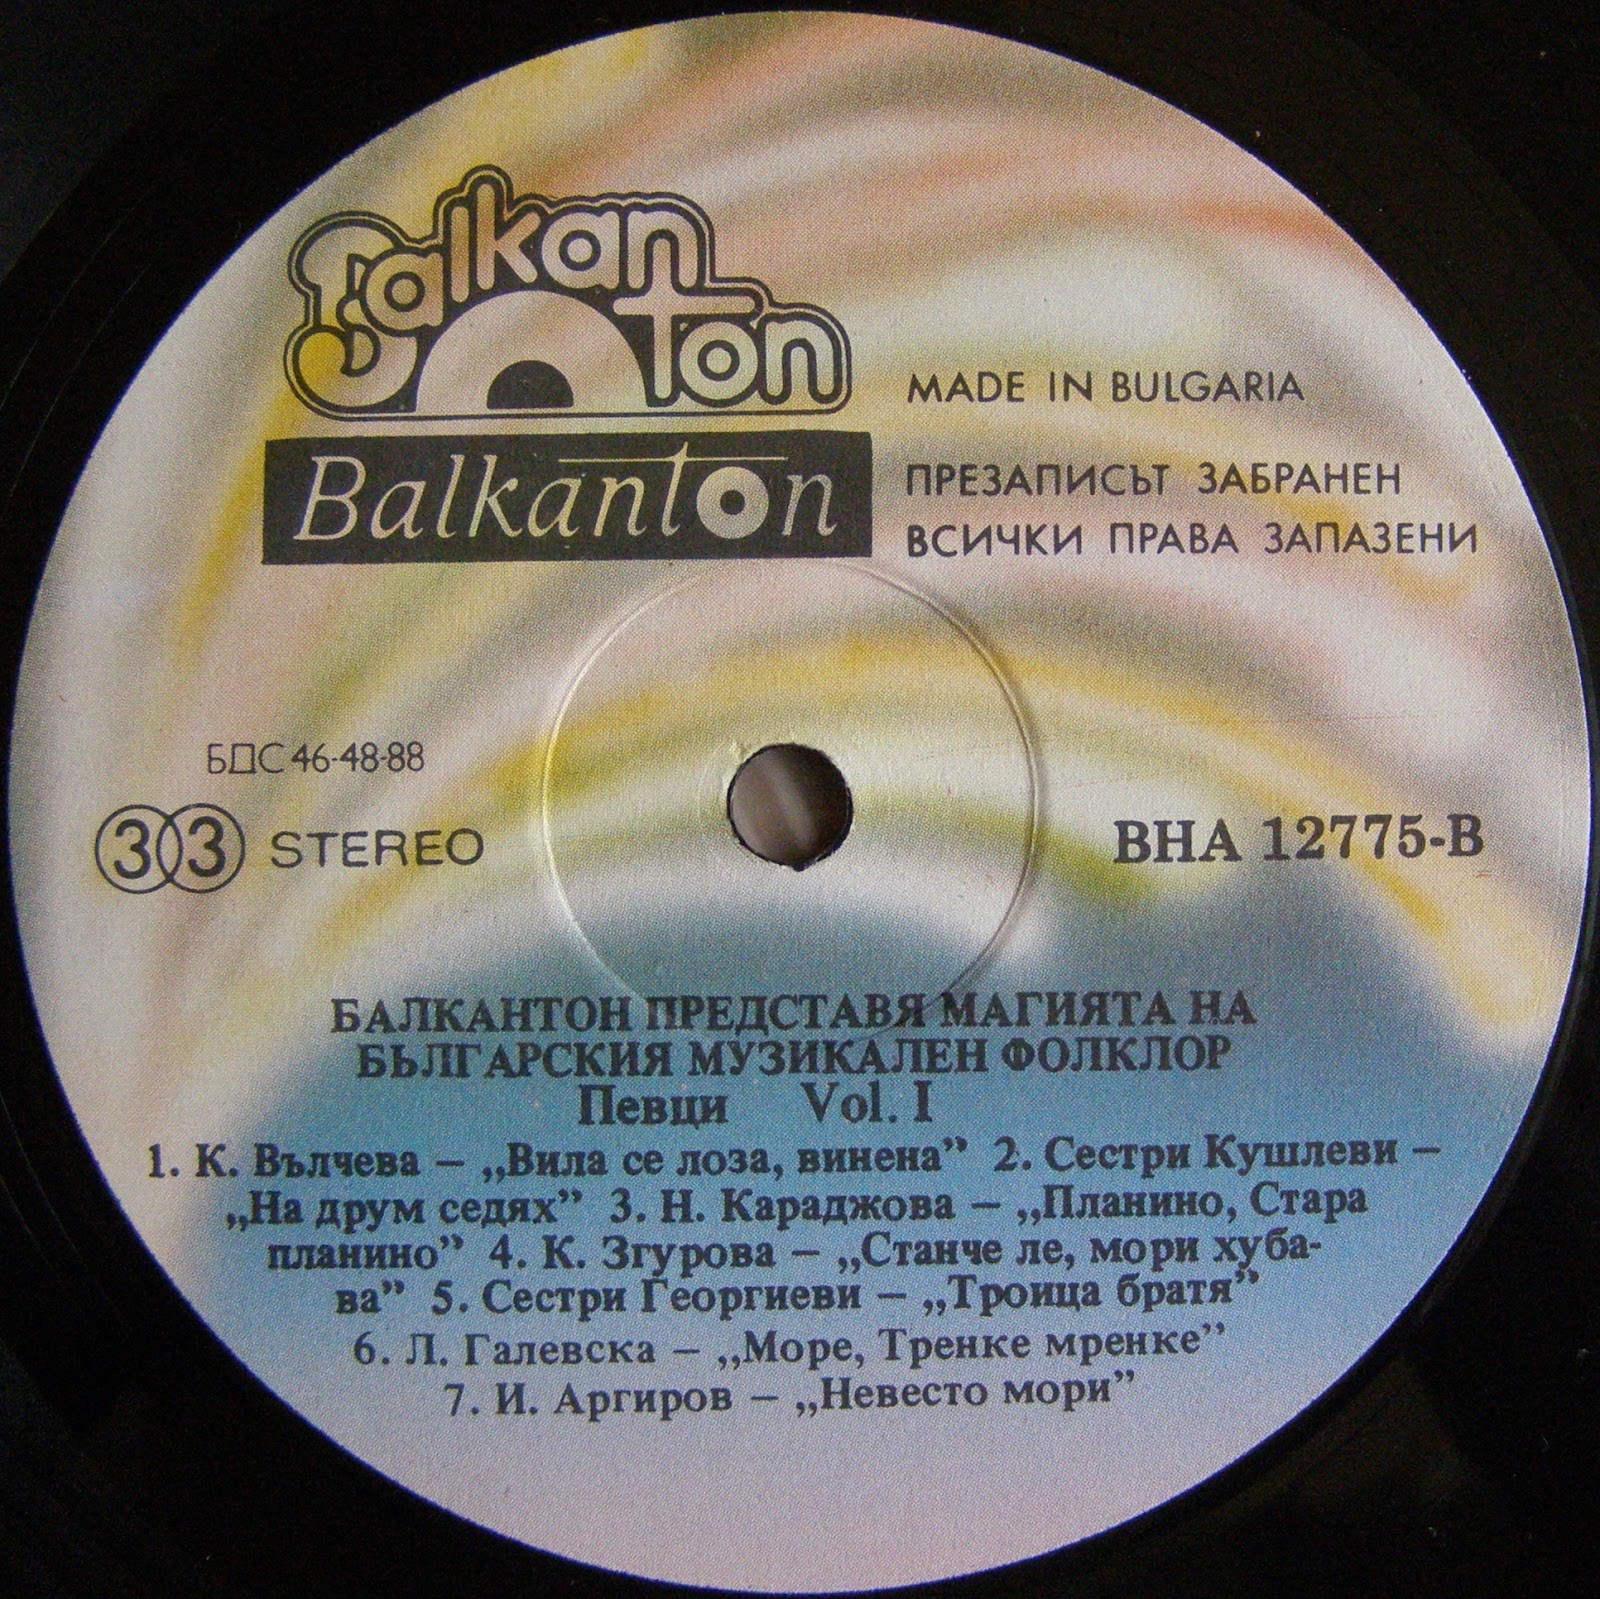 Balkanton
Balkanton
MADE IN BULGARIA
ПРЕЗАПИСЪТ ЗАБРАНЕН
ВСИЧКИ ПРАВА ЗАПАЗЕНИ
БДС 46-48-88
33 STEREO
ВНА 12775-В
БАЛКАНТОН ПРЕДСТАВЯ МАГИЯТА НА
БЪЛГАРСКИЯ МУЗИКАЛЕН ФОЛКЛОР
Певци Vol. I
1. К. Вълчева – „Вила се лоза, винена” 2. Сестри Кушлеви –
„На друм седях” 3. Н. Караджова – „Планино, Стара
планино” 4. К. Згурова – „Станче ле, мори хуба-
ва” 5. Сестри Георгиеви – „Троица братя”
6. Л. Галевска – „Море, Тренке мренке”
7. И. Аргиров – „Невесто мори”